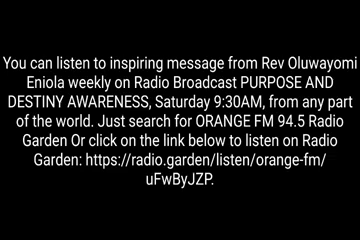 You can listen to inspiring message from Rev Oluwayomi
Eniola weekly on Radio Broadcast PURPOSE AND
DESTINY AWARENESS, Saturday 9:30AM, from any part
of the world. Just search for ORANGE FM 94.5 Radio
Garden Or click on the link below to listen on Radio
Garden: https://radio.garden/listen/orange-fm/
uFwByJZP.